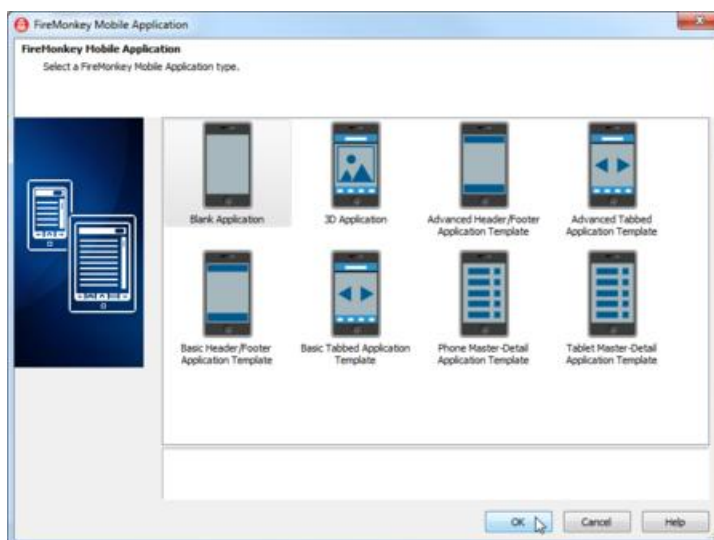 FireMonkey Mobile Application
FireMonkey Mobile Application
Select a FireMonkey Mobile Application type.
Blank Application
3D Application
Advanced Header/Footer
Application Template
Advanced Tabbed
Application Template
Basic Header/Footer
Application Template
Basic Tabbed Application
Template
Phone Master-Detail
Application Template
Tablet Master-Detail
Application Template
OK
Cancel
Help